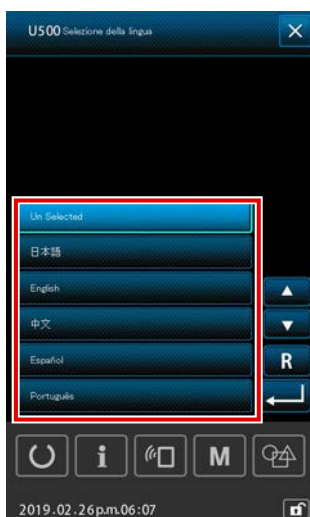 U500 Selezione della lingua
Un Selected
日本語
English
中文
Español
R
Português
i
M
2019.02.26p.m.06:07